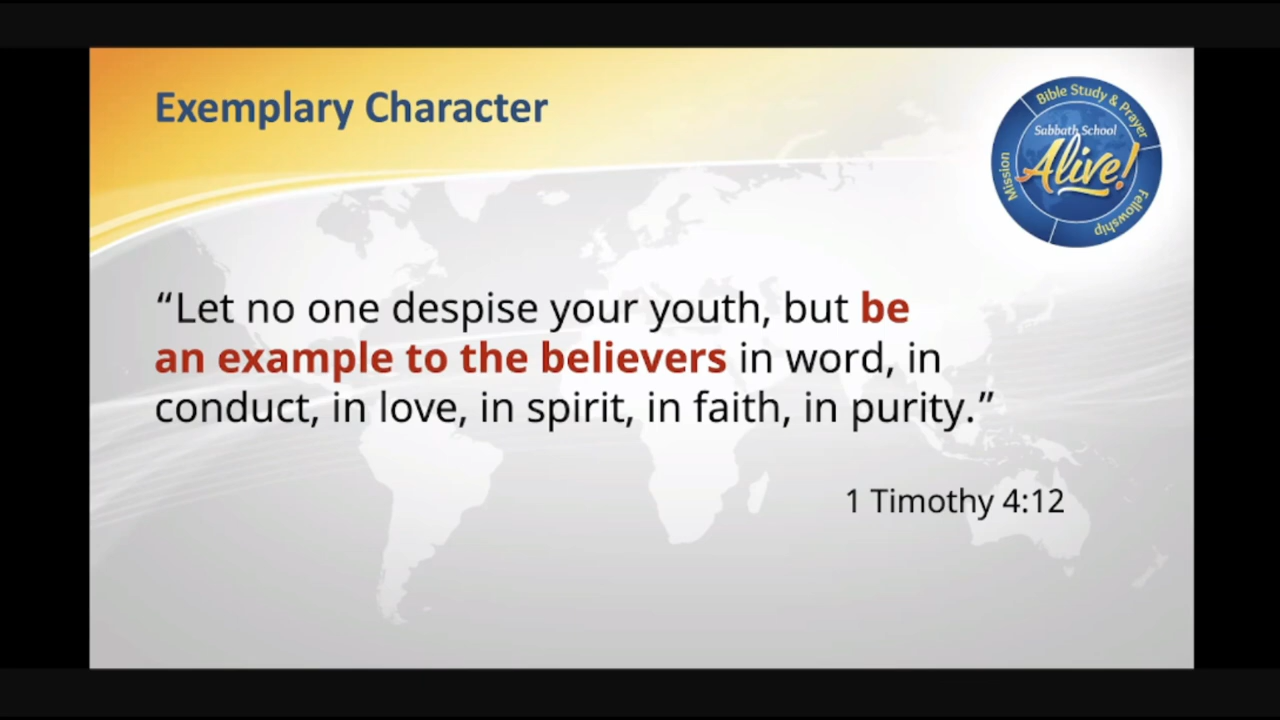 Exemplary Character
Bible Study & Prayer
Sabbath School
Alive!
Mission
Fellowship
“Let no one despise your youth, but be
an example to the believers in word, in
conduct, in love, in spirit, in faith, in purity.”
1 Timothy 4:12